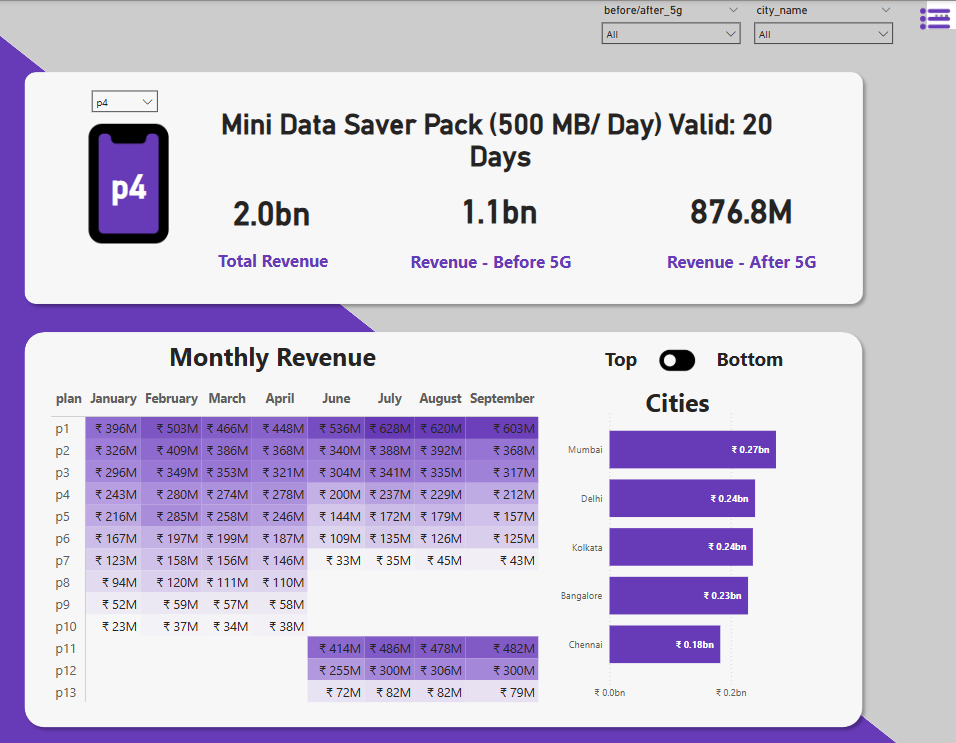 before/after_5g
city_name
All
All
p4
p4
Mini Data Saver Pack (500 MB/ Day) Valid: 20
Days
2.0bn
1.1bn
876.8M
Total Revenue
Revenue - Before 5G
Revenue - After 5G
Monthly Revenue
plan January February March April June July August September
p1 ₹ 396M ₹ 503M ₹ 466M ₹ 448M ₹ 536M ₹ 628M ₹ 620M ₹ 603M
p2 ₹ 326M ₹ 409M ₹ 386M ₹ 368M ₹ 340M ₹ 388M ₹ 392M ₹ 368M
p3 ₹ 296M ₹ 349M ₹ 353M ₹ 321M ₹ 304M ₹ 341M ₹ 335M ₹ 317M
p4 ₹ 243M ₹ 280M ₹ 274M ₹ 278M ₹ 200M ₹ 237M ₹ 229M ₹ 212M
p5 ₹ 216M ₹ 285M ₹ 258M ₹ 246M ₹ 144M ₹ 172M ₹ 179M ₹ 157M
p6 ₹ 167M ₹ 197M ₹ 199M ₹ 187M ₹ 109M ₹ 135M ₹ 126M ₹ 125M
p7 ₹ 123M ₹ 158M ₹ 156M ₹ 146M ₹ 33M ₹ 35M ₹ 45M ₹ 43M
p8 ₹ 94M ₹ 120M ₹ 111M ₹ 110M
p9 ₹ 52M ₹ 59M ₹ 57M ₹ 58M
p10 ₹ 23M ₹ 37M ₹ 34M ₹ 38M
p11 ₹ 414M ₹ 486M ₹ 478M ₹ 482M
p12 ₹ 255M ₹ 300M ₹ 306M ₹ 300M
p13 ₹ 72M ₹ 82M ₹ 82M ₹ 79M
Top Bottom
Cities
Mumbai ₹ 0.27bn
Delhi ₹ 0.24bn
Kolkata ₹ 0.24bn
Bangalore ₹ 0.23bn
Chennai ₹ 0.18bn
₹ 0.0bn ₹ 0.2bn